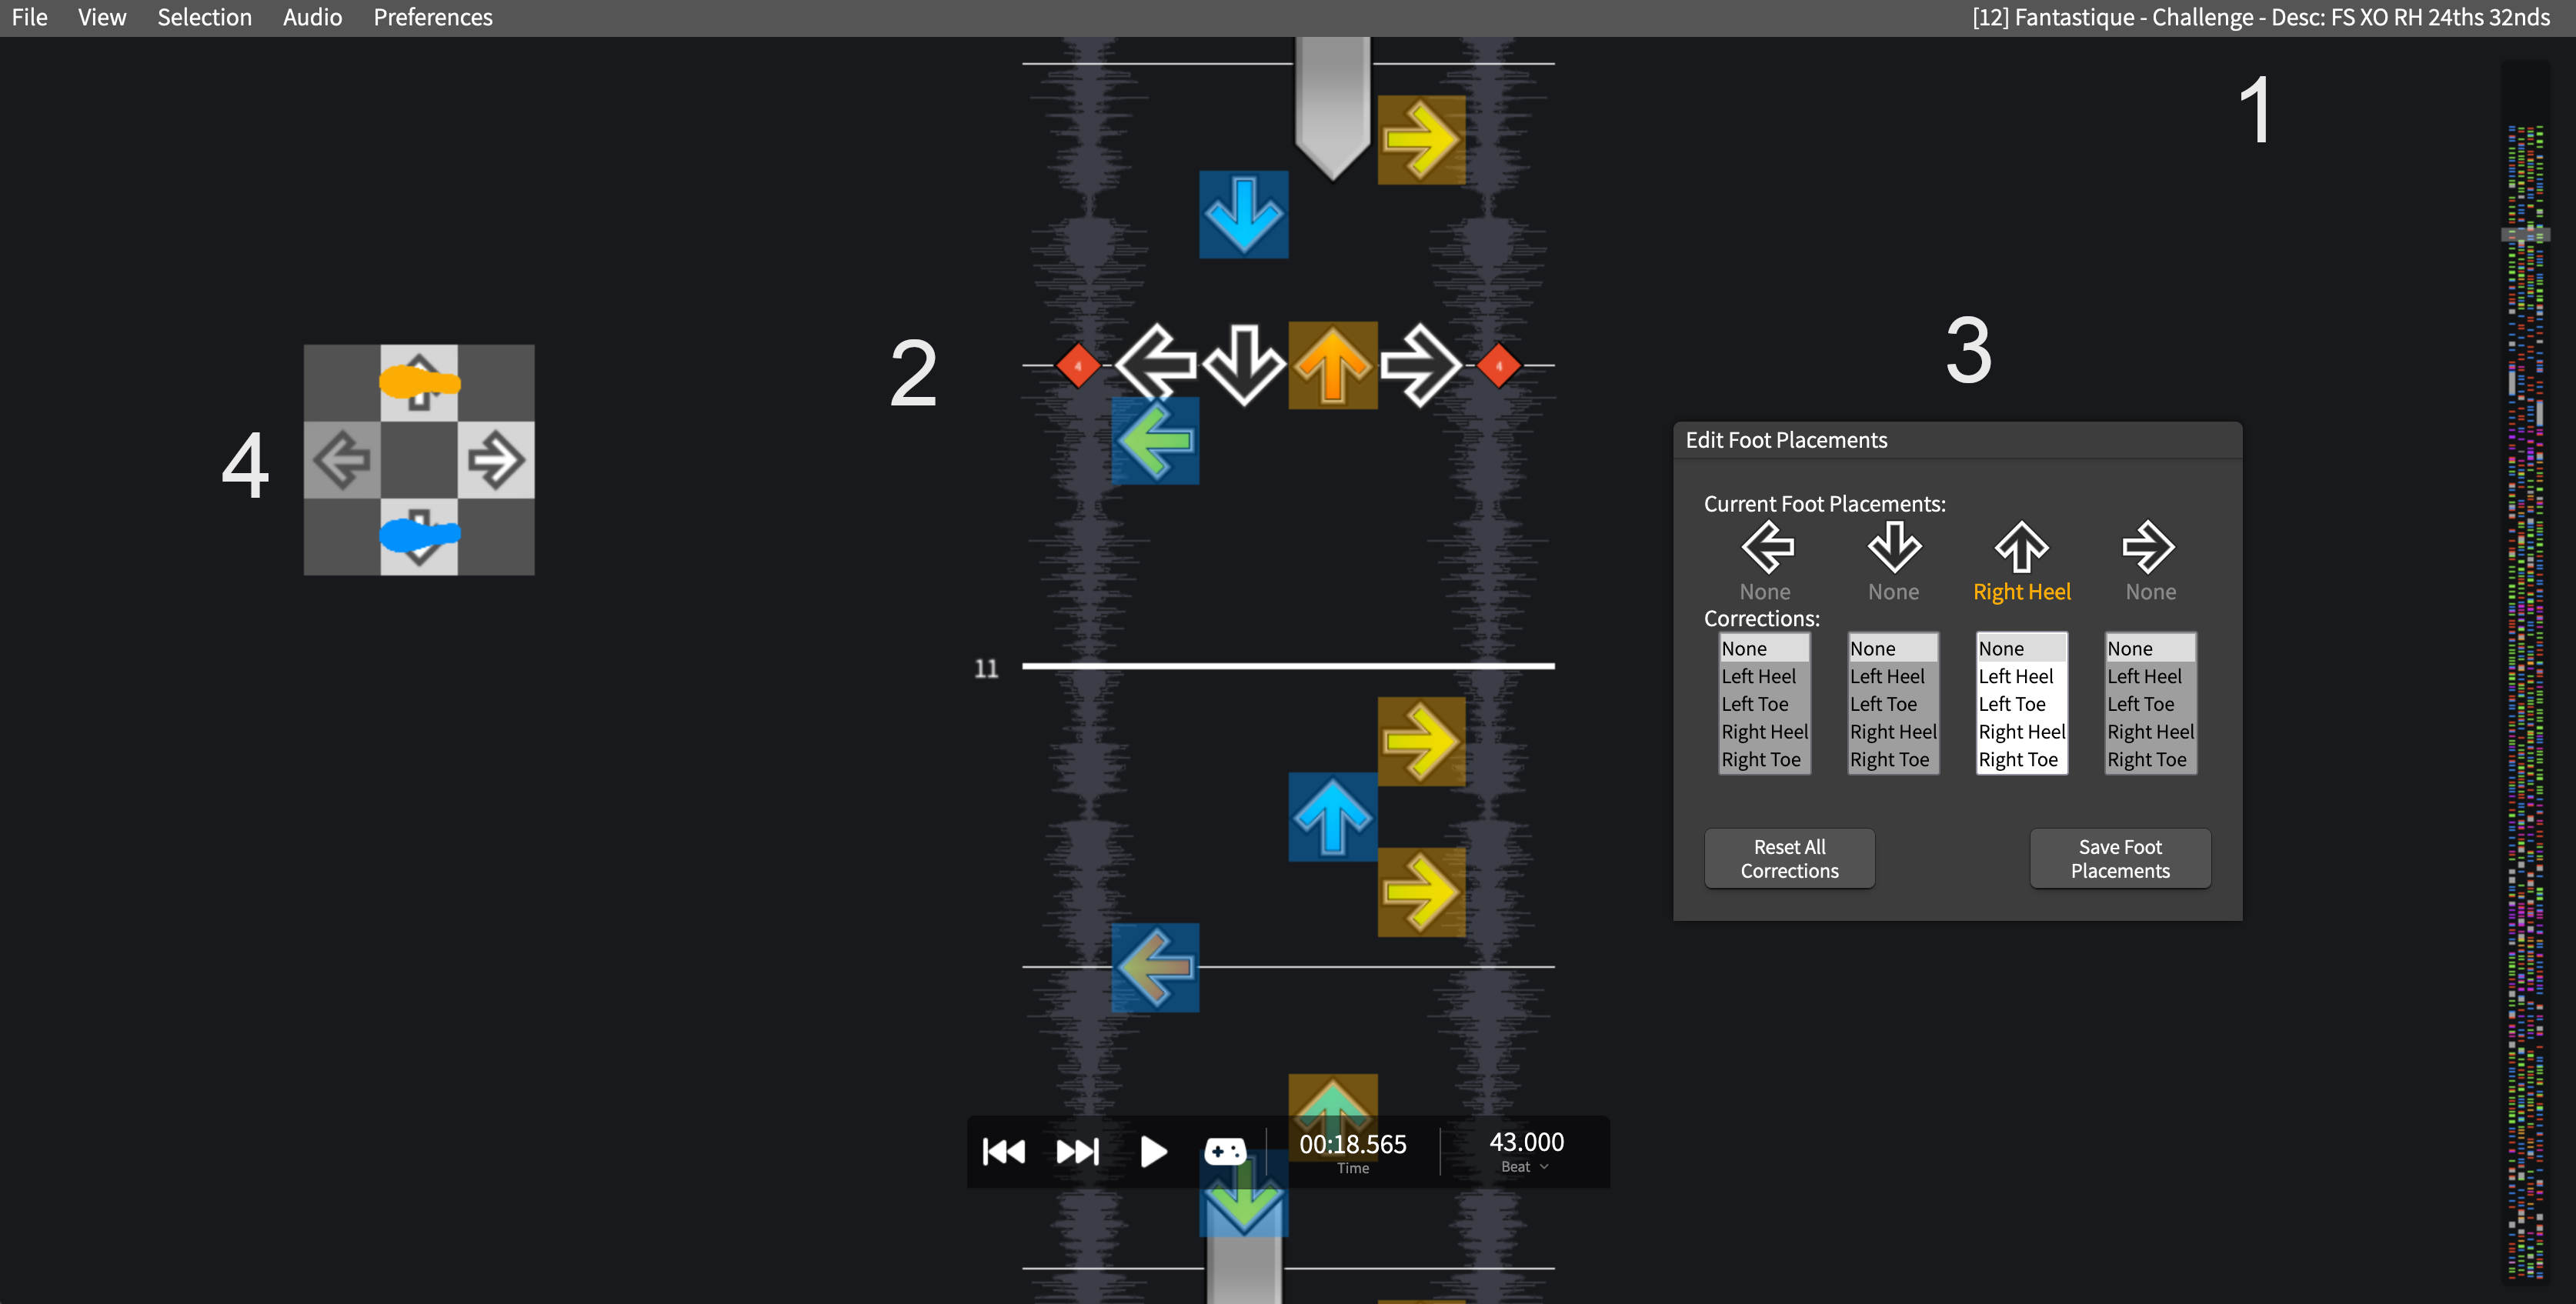 File View Selection Audio Preferences [12] Fantastique - Challenge - Desc: FS XO RH 24ths 32nds
1
2
4 4
3
4
Edit Foot Placements
Current Foot Placements:
None None Right Heel None
Corrections:
None None None None
Left Heel Left Heel Left Heel Left Heel
Left Toe Left Toe Left Toe Left Toe
Right Heel Right Heel Right Heel Right Heel
Right Toe Right Toe Right Toe Right Toe
Reset All Corrections
Save Foot Placements
11
00:18.565 43.000
Time Beat